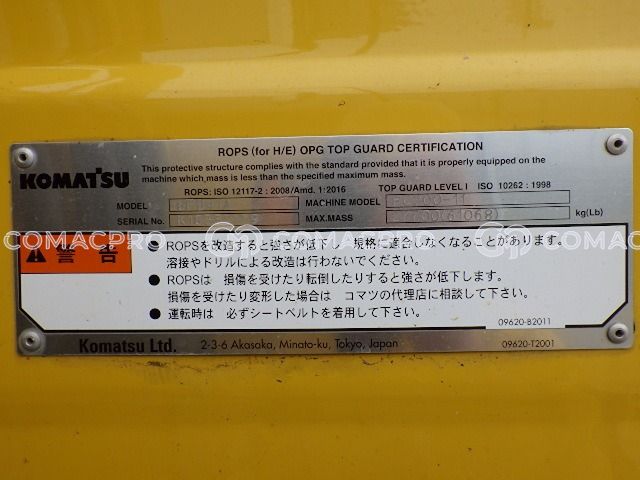 ROPS (for H/E) OPG TOP GUARD CERTIFICATION
This protective structure complies with the standard provided that it is properly equipped on the
machine which mass is less than the specified maximum mass.
KOMATSU
ROPS: ISO 12117-2 : 2008/Amd. 1:2016 TOP GUARD LEVEL I ISO 10262 : 1998
MODEL MACHINE MODEL
SERIAL No. MAX.MASS kg(Lb)
COMACPRO COMACPRO COMACPRO
警告
● ROPSを改造すると強さが低下し、規格に適合しなくなることがあります。
溶接やドリルによる改造は行わないでください。
● ROPSは 損傷を受けたり転倒したりすると強さが低下します。
損傷を受けたり変形した場合は コマツの代理店に相談して下さい。
● 運転時は 必ずシートベルトを着用して下さい。
09620-B2011
Komatsu Ltd. 2-3-6 Akasaka, Minato-ku, Tokyo, Japan 09620-T2001